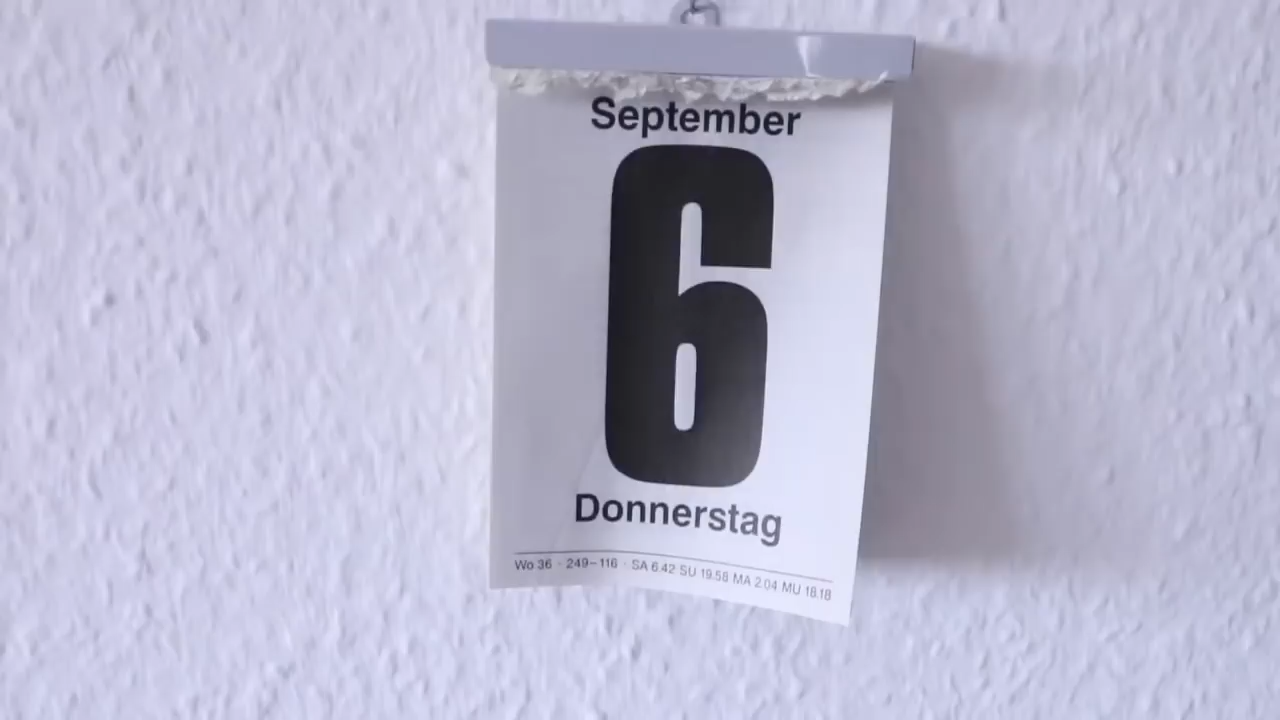 September
6
Donnerstag
Wo 36 · 249–116 · SA 6.42 SU 19.58 MA 2.04 MU 18.18